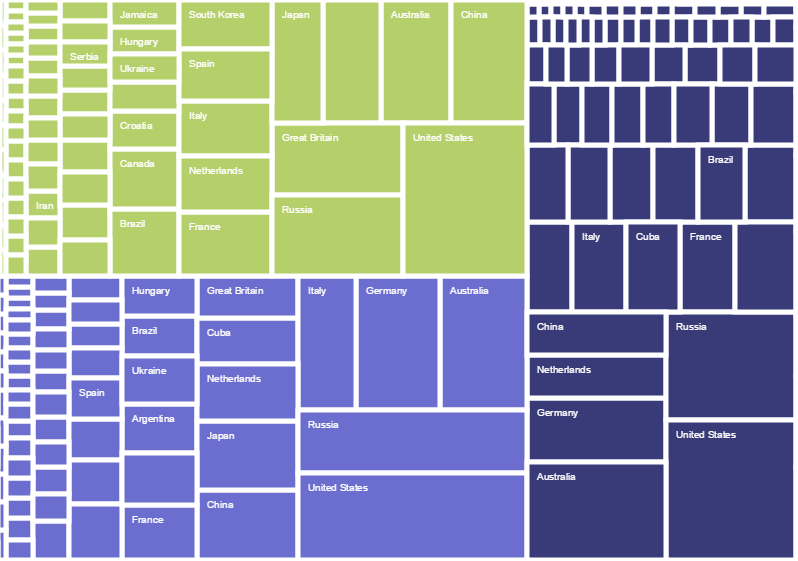 Jamaica
South Korea
Japan
Australia
China
Hungary
Serbia
Spain
Ukraine
Italy
Croatia
Great Britain
United States
Canada
Netherlands
Brazil
Iran
Russia
Brazil
France
Italy
Cuba
France
Hungary
Great Britain
Italy
Germany
Australia
China
Russia
Brazil
Cuba
Ukraine
Netherlands
Netherlands
Spain
Argentina
Germany
Russia
Japan
United States
Australia
United States
China
France